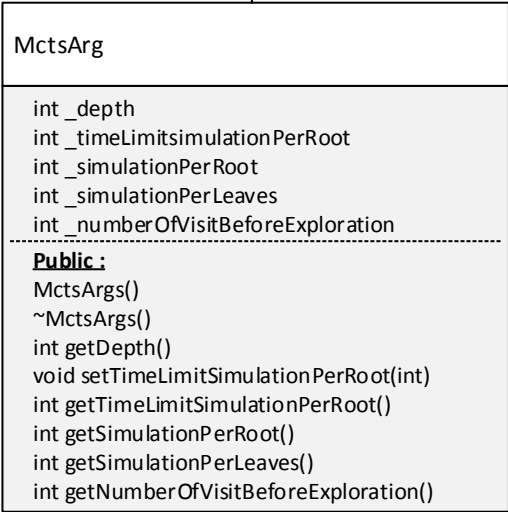 MctsArg
int _depth
int _timeLimitsimulationPerRoot
int _simulationPerRoot
int _simulationPerLeaves
int _numberOfVisitBeforeExploration
Public :
MctsArgs()
~MctsArgs()
int getDepth()
void setTimeLimitSimulationPerRoot(int)
int getTimeLimitSimulationPerRoot()
int getSimulationPerRoot()
int getSimulationPerLeaves()
int getNumberOfVisitBeforeExploration()